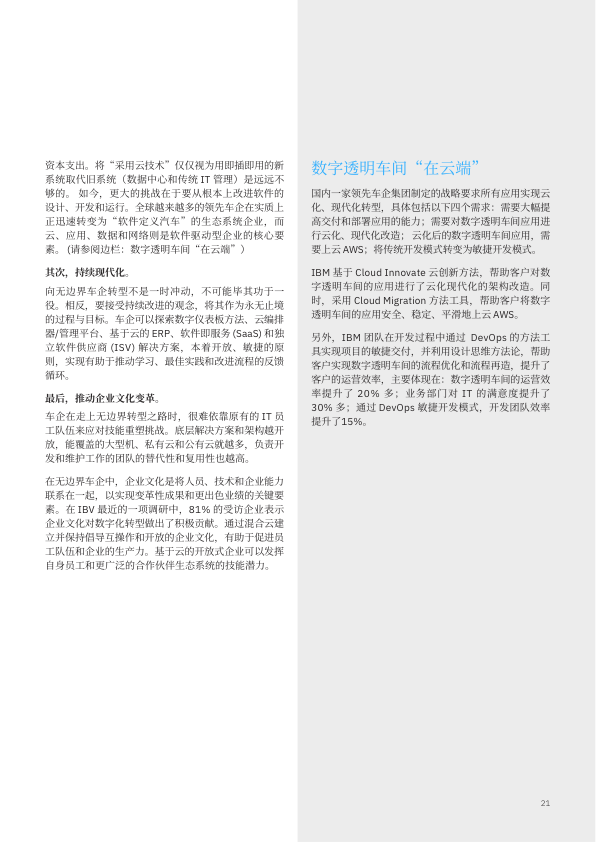 资本支出。将“采用云技术”仅仅视为用即插即用的新
系统取代旧系统（数据中心和传统 IT 管理）是远远不
够的。 如今，更大的挑战在于要从根本上改进软件的
设计、开发和运行。全球越来越多的领先车企在实质上
正迅速转变为“软件定义汽车”的生态系统企业，而
云、应用、数据和网络则是软件驱动型企业的核心要
素。 (请参阅边栏：数字透明车间“在云端”）
其次，持续现代化。
向无边界车企转型不是一时冲动，不可能毕其功于一
役。相反，要接受持续改进的观念，将其作为永无止境
的过程与目标。车企可以探索数字仪表板方法、云编排
器/管理平台、基于云的 ERP、软件即服务 (SaaS) 和独
立软件供应商 (ISV) 解决方案，本着开放、敏捷的原
则，实现有助于推动学习、最佳实践和改进流程的反馈
循环。
最后，推动企业文化变革。
车企在走上无边界转型之路时，很难依靠原有的 IT 员
工队伍来应对技能重塑挑战。底层解决方案和架构越开
放，能覆盖的大型机、私有云和公有云就越多，负责开
发和维护工作的团队的替代性和复用性也越高。
在无边界车企中，企业文化是将人员、技术和企业能力
联系在一起，以实现变革性成果和更出色业绩的关键要
素。在 IBV 最近的一项调研中，81% 的受访企业表示
企业文化对数字化转型做出了积极贡献。通过混合云建
立并保持倡导互操作和开放的企业文化，有助于促进员
工队伍和企业的生产力。基于云的开放式企业可以发挥
自身员工和更广泛的合作伙伴生态系统的技能潜力。
数字透明车间“在云端”
国内一家领先车企集团制定的战略要求所有应用实现云
化、现代化转型，具体包括以下四个需求：需要大幅提
高交付和部署应用的能力；需要对数字透明车间应用进
行云化、现代化改造；云化后的数字透明车间应用，需
要上云 AWS；将传统开发模式转变为敏捷开发模式。
IBM 基于 Cloud Innovate 云创新方法，帮助客户对数
字透明车间的应用进行了云化现代化的架构改造。同
时，采用 Cloud Migration 方法工具，帮助客户将数字
透明车间的应用安全、稳定、平滑地上云 AWS。
另外，IBM 团队在开发过程中通过 DevOps 的方法工
具实现项目的敏捷交付，并利用设计思维方法论，帮助
客户实现数字透明车间的流程优化和流程再造，提升了
客户的运营效率，主要体现在：数字透明车间的运营效
率提升了 20% 多；业务部门对 IT 的满意度提升了
30% 多；通过 DevOps 敏捷开发模式，开发团队效率
提升了15%。
21